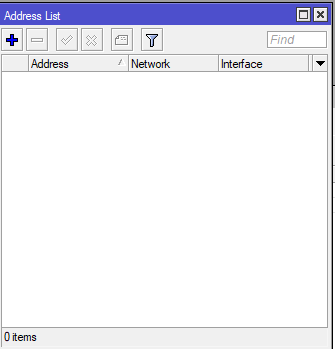 Address List
Find
Address Network Interface
0 items